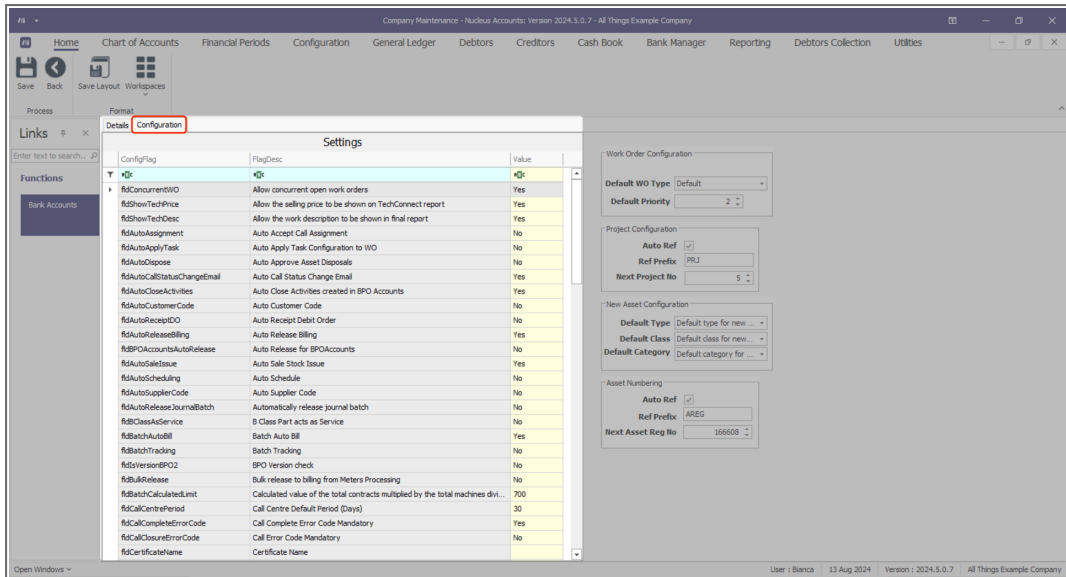 Company Maintenance - Nucleus Accounts: Version 2024.5.0.7 - All Things Example Company
Home Chart of Accounts Financial Periods Configuration General Ledger Debtors Creditors Cash Book Bank Manager Reporting Debtors Collection Utilities
Save Back Save Layout Workspaces
Process Format
Links
Enter text to search...
Functions
Bank Accounts
Details Configuration
Settings
ConfigFlag FlagDesc Value
fldConcurrentWO Allow concurrent open work orders Yes
fldShowTechPrice Allow the selling price to be shown on TechConnect report Yes
fldShowTechDesc Allow the work description to be shown in final report Yes
fldAutoAssignment Auto Accept Call Assignment No
fldAutoApplyTask Auto Apply Task Configuration to WO No
fldAutoDispose Auto Approve Asset Disposals No
fldAutoCallStatusChangeEmail Auto Call Status Change Email Yes
fldAutoCloseActivities Auto Close Activities created in BPO Accounts Yes
fldAutoCustomerCode Auto Customer Code No
fldAutoReceiptDO Auto Receipt Debit Order No
fldAutoReleaseBilling Auto Release Billing Yes
fldBPOAccountsAutoRelease Auto Release for BPOAccounts No
fldAutoSaleIssue Auto Sale Stock Issue Yes
fldAutoScheduling Auto Schedule No
fldAutoSupplierCode Auto Supplier Code No
fldAutoReleaseJournalBatch Automatically release journal batch No
fldBClassAsService B Class Part acts as Service No
fldBatchAutoBill Batch Auto Bill Yes
fldBatchTracking Batch Tracking No
fldIsVersionBPO2 BPO Version check No
fldBulkRelease Bulk release to billing from Meters Processing No
fldBatchCalculatedLimit Calculated value of the total contracts multiplied by the total machines divi... 700
fldCallCentrePeriod Call Centre Default Period (Days) 30
fldCallCompleteErrorCode Call Complete Error Code Mandatory Yes
fldCallClosureErrorCode Call Error Code Mandatory No
fldCertificateName Certificate Name
Work Order Configuration
Default WO Type Default
Default Priority 2
Project Configuration
Auto Ref
Ref Prefix PRJ
Next Project No 5
New Asset Configuration
Default Type Default type for new ...
Default Class Default class for new...
Default Category Default category for ...
Asset Numbering
Auto Ref
Ref Prefix AREG
Next Asset Reg No 166608
Open Windows User : Bianca 13 Aug 2024 Version : 2024.5.0.7 All Things Example Company